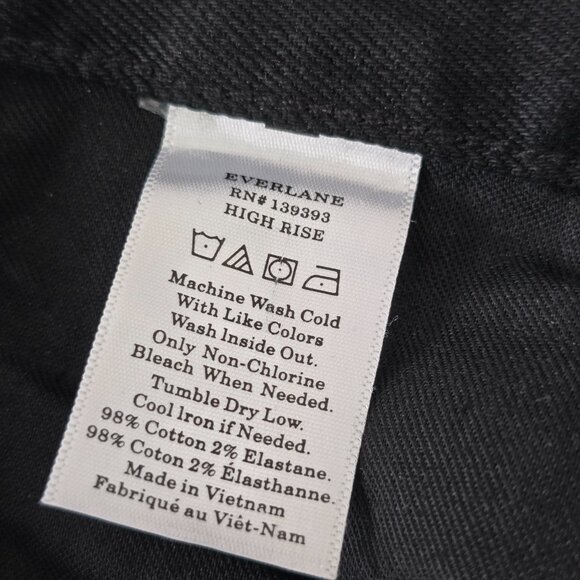 EVERLANE
RN# 139393
HIGH RISE
Machine Wash Cold
With Like Colors
Wash Inside Out.
Only Non-Chlorine
Bleach When Needed.
Tumble Dry Low.
Cool Iron if Needed.
98% Cotton 2% Elastane.
98% Coton 2% Élasthanne.
Made in Vietnam
Fabriqué au Viêt-Nam